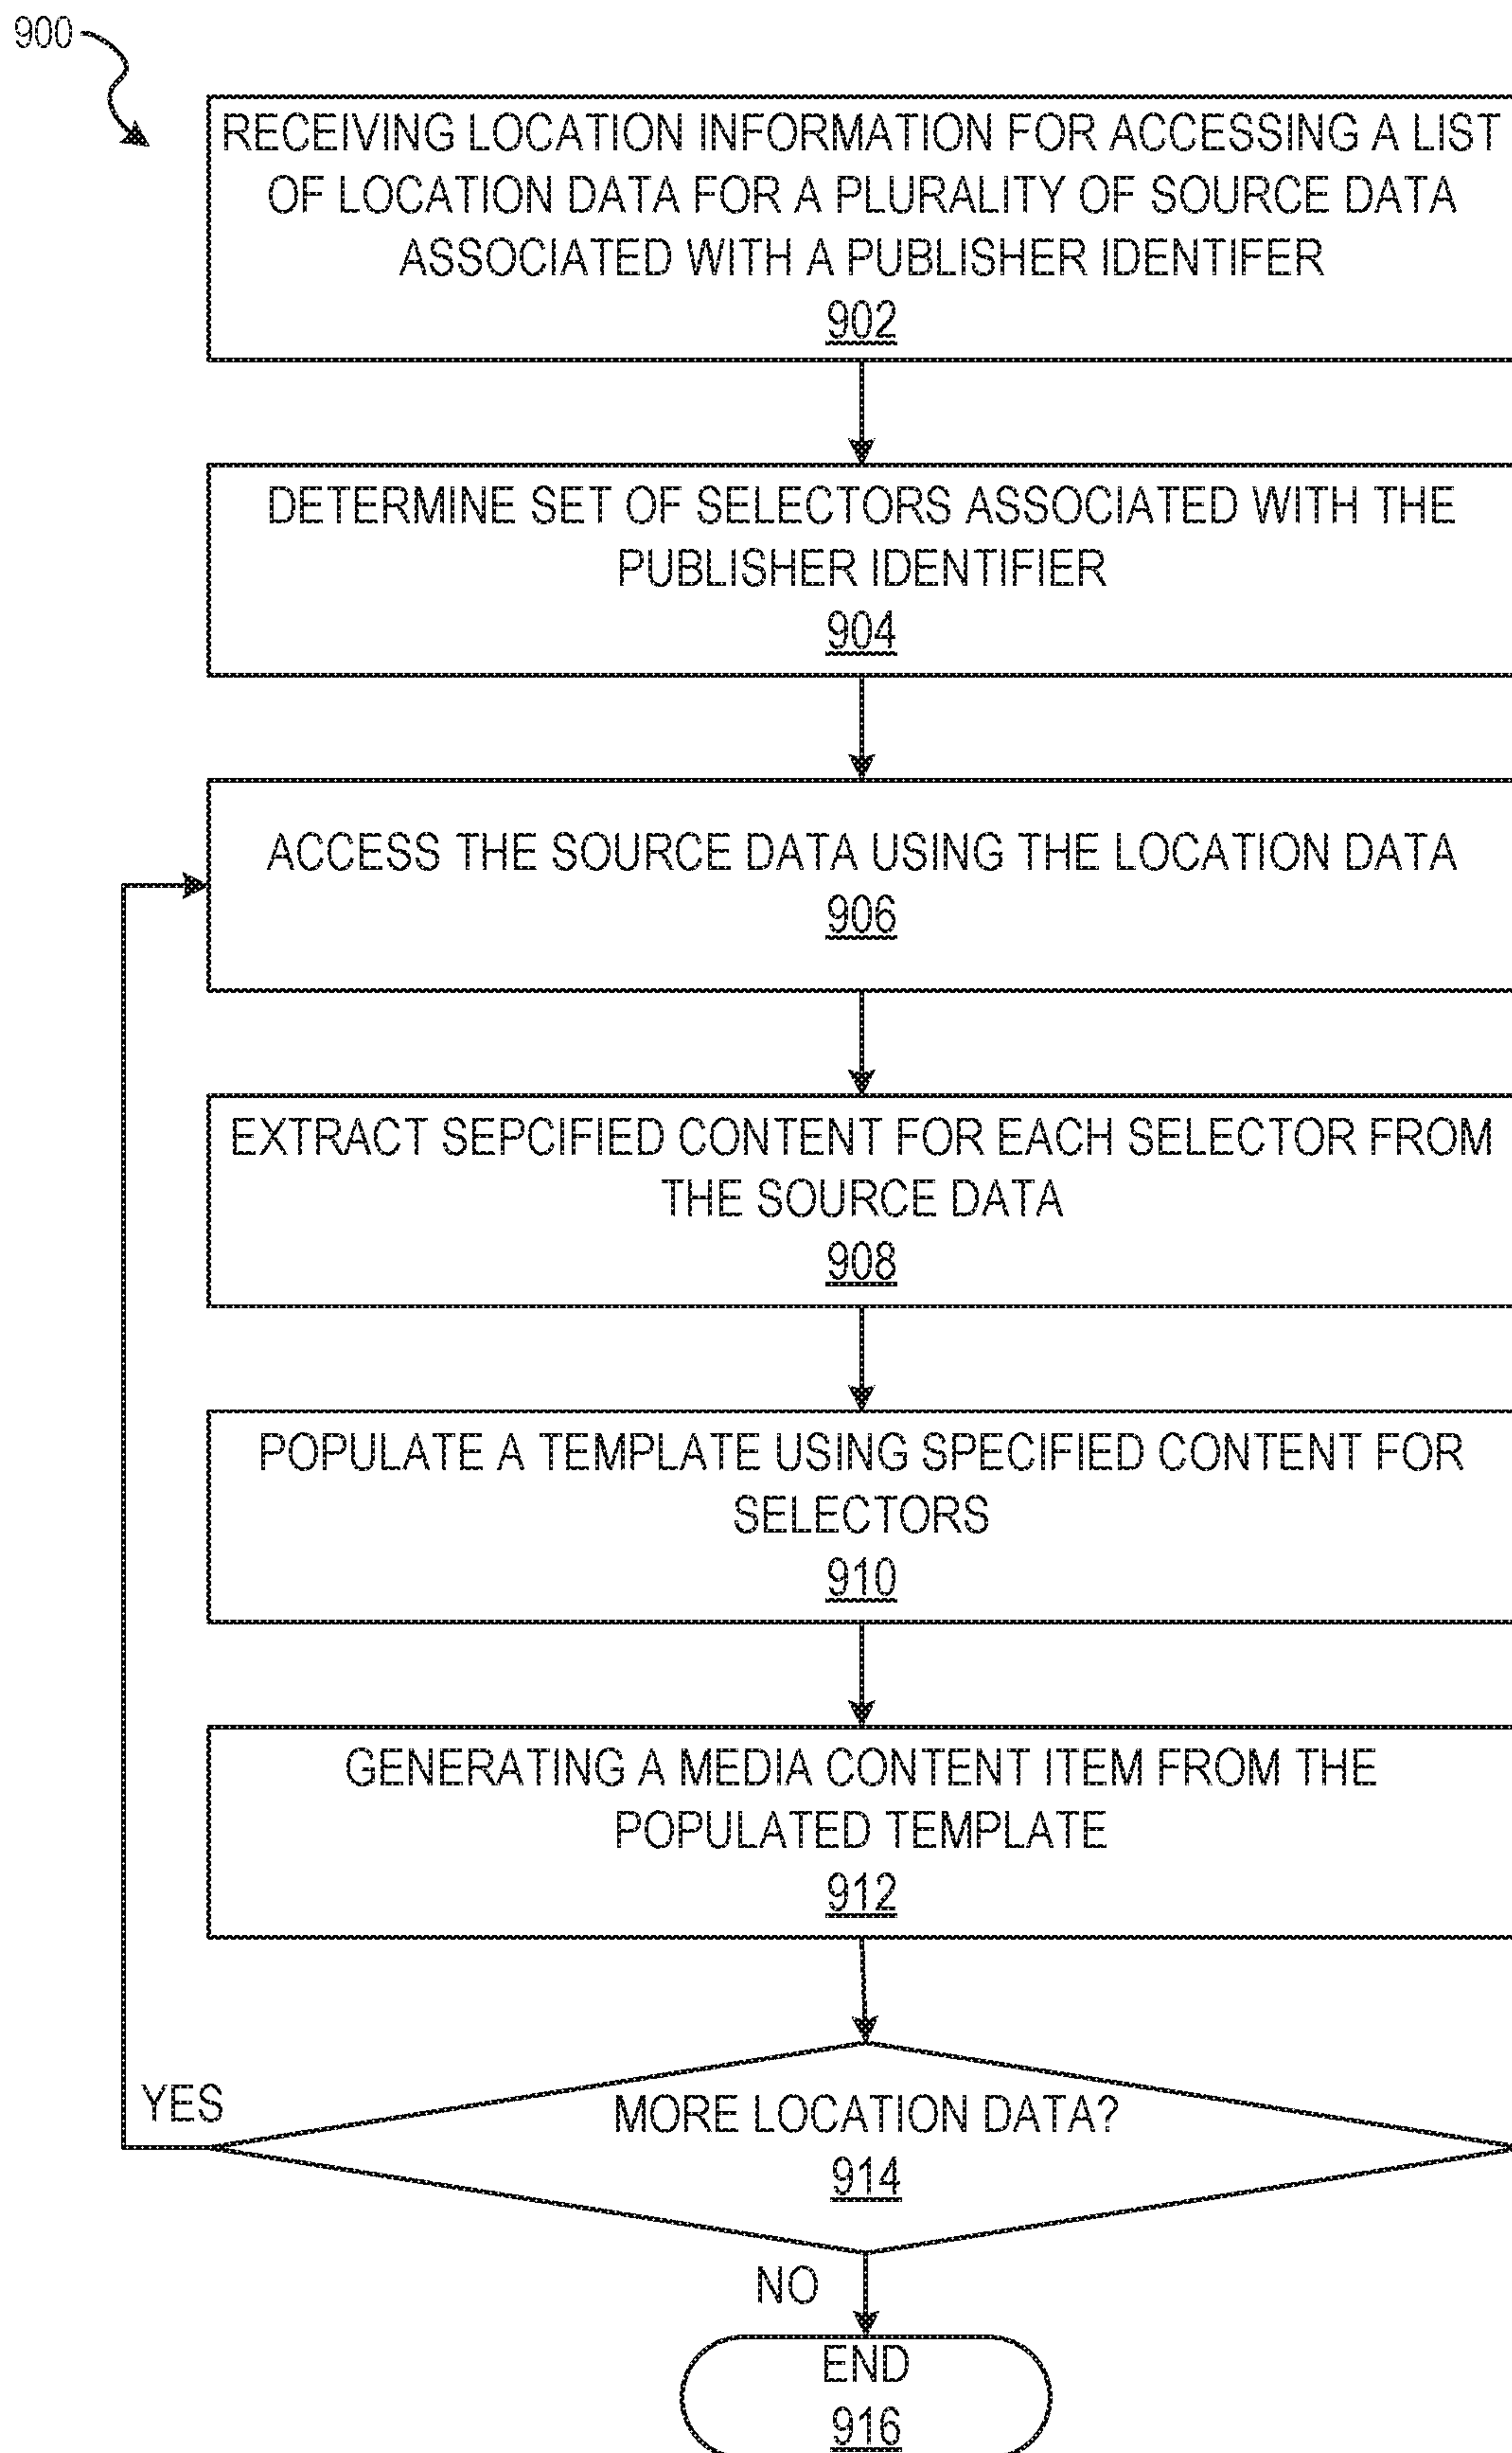 900
RECEIVING LOCATION INFORMATION FOR ACCESSING A LIST
OF LOCATION DATA FOR A PLURALITY OF SOURCE DATA
ASSOCIATED WITH A PUBLISHER IDENTIFER
902
DETERMINE SET OF SELECTORS ASSOCIATED WITH THE
PUBLISHER IDENTIFIER
904
ACCESS THE SOURCE DATA USING THE LOCATION DATA
906
EXTRACT SEPCIFIED CONTENT FOR EACH SELECTOR FROM
THE SOURCE DATA
908
POPULATE A TEMPLATE USING SPECIFIED CONTENT FOR
SELECTORS
910
GENERATING A MEDIA CONTENT ITEM FROM THE
POPULATED TEMPLATE
912
YES
MORE LOCATION DATA?
914
NO
END
916